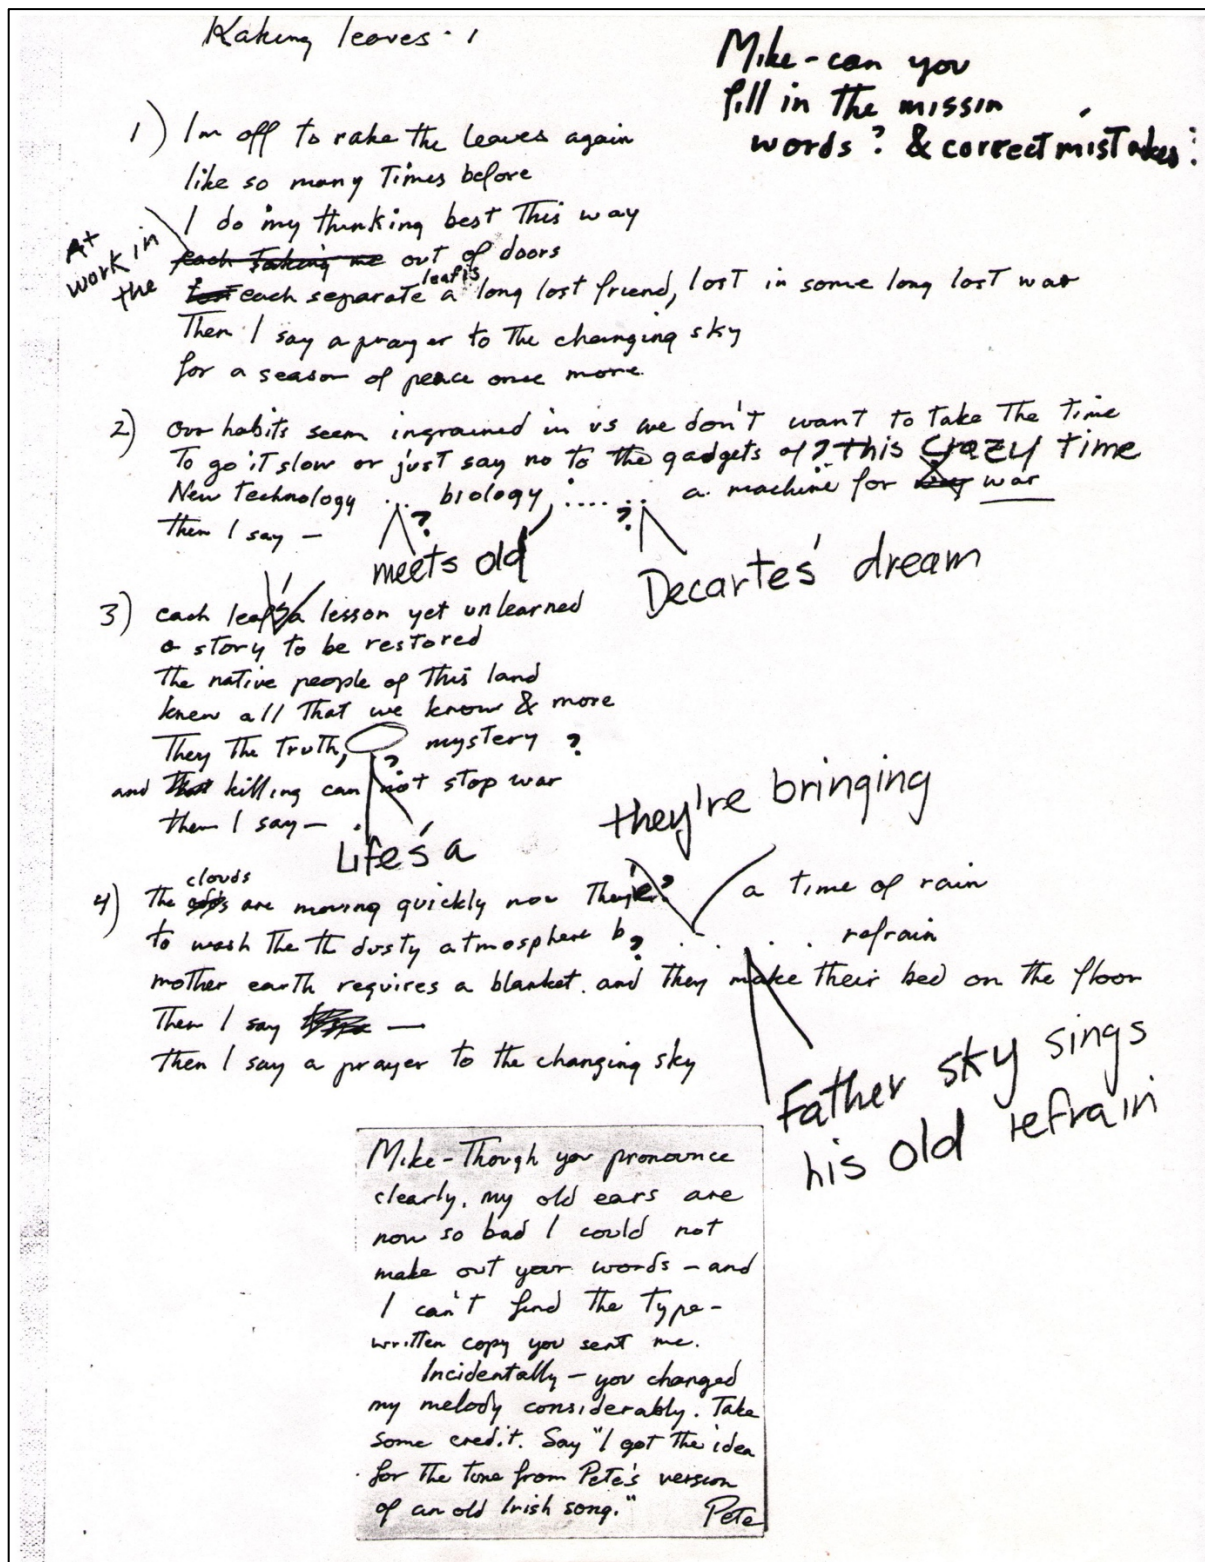 Raking leaves
Mike - can you
fill in the missin
words? & correct mistakes:
1) Im off to rake the leaves again
like so many times before
I do my thinking best this way
At work in the
each taking me out of doors
each separate leaf is a long lost friend, lost in some long lost war
Then I say a prayer to the changing sky
for a season of peace once more.
2) our habits seem ingrained in us we don't want to take the time
To go it slow or just say no to the gadgets of? this crazy time
New technology ... biology ...... a machine for war
?
?
then I say —
meets old
Decartes' dream
3) each leaf's a lesson yet unlearned
a story to be restored
The native people of this land
knew all that we know & more
They the truth, mystery ?
?
and that killing can not stop war
then I say —
Life's a
they're bringing
4) The clouds are moving quickly now They're? a time of rain
to wash the th dusty atmosphere b? . . . . refrain
mother earth requires a blanket. and they make their bed on the floor
Then I say —
then I say a prayer to the changing sky
Father sky sings
his old refrain
Mike - Though you pronounce
clearly, my old ears are
now so bad I could not
make out your words - and
I can't find the type-
written copy you sent me.
Incidentally - you changed
my melody considerably. Take
some credit. Say "I got the idea
for the tune from Pete's version
of an old Irish song."
Pete